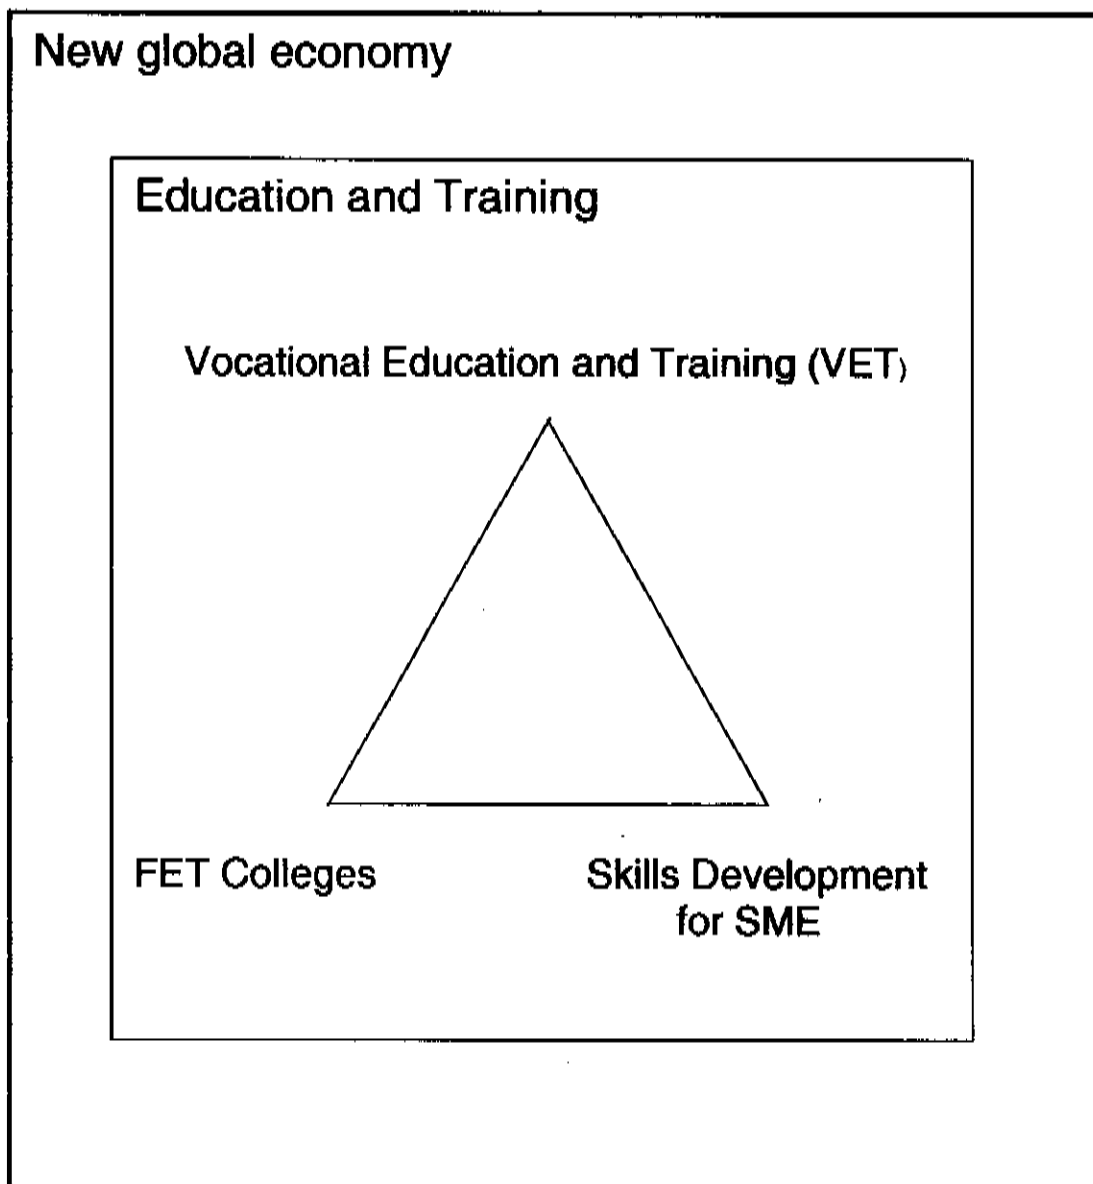 New global economy
Education and Training
Vocational Education and Training (VET)
FET Colleges
Skills Development
for SME